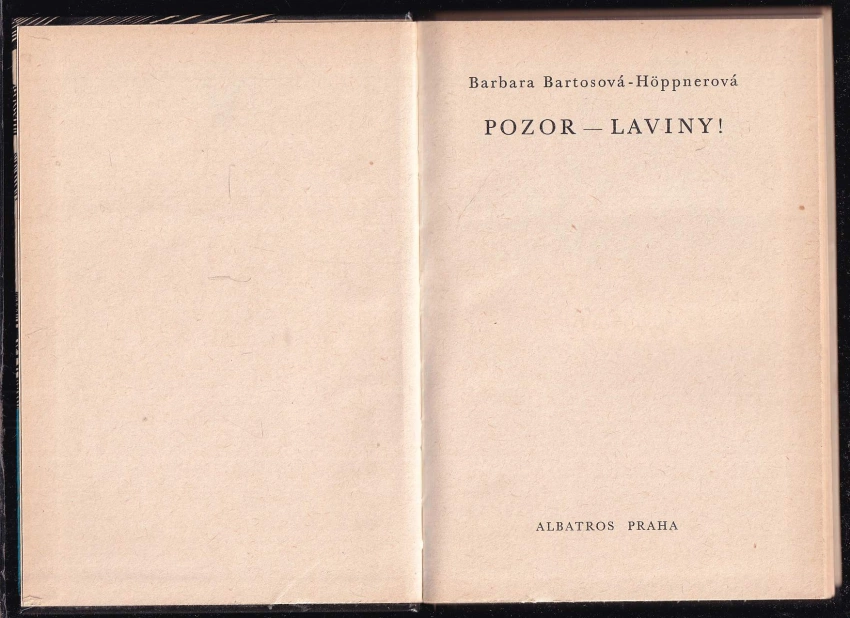 Barbara Bartosová-Höppnerová
POZOR — LAVINY!
ALBATROS PRAHA